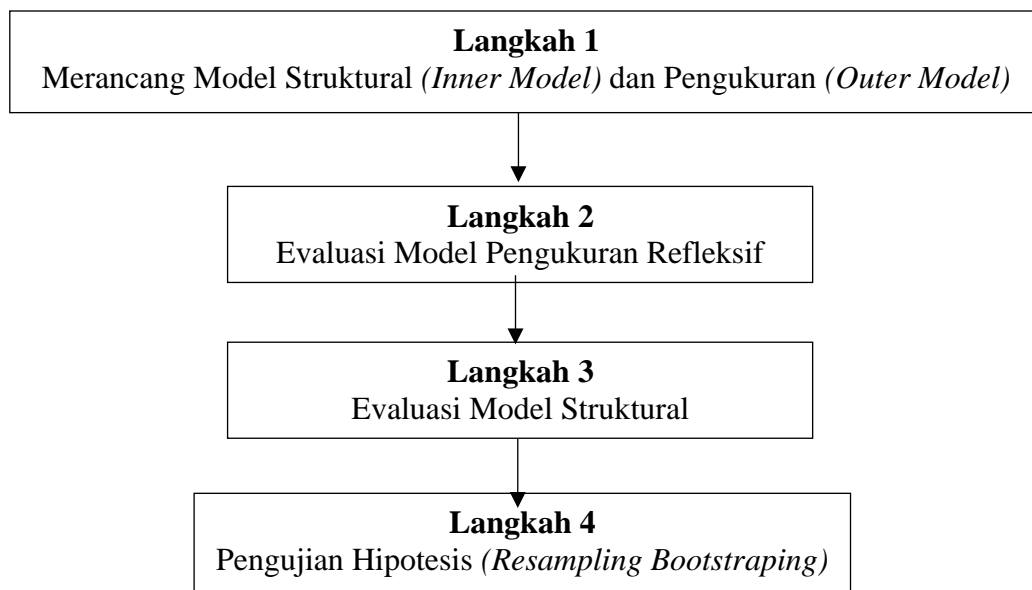 Langkah 1
Merancang Model Struktural (Inner Model) dan Pengukuran (Outer Model)
Langkah 2
Evaluasi Model Pengukuran Refleksif
Langkah 3
Evaluasi Model Struktural
Langkah 4
Pengujian Hipotesis (Resampling Bootstraping)